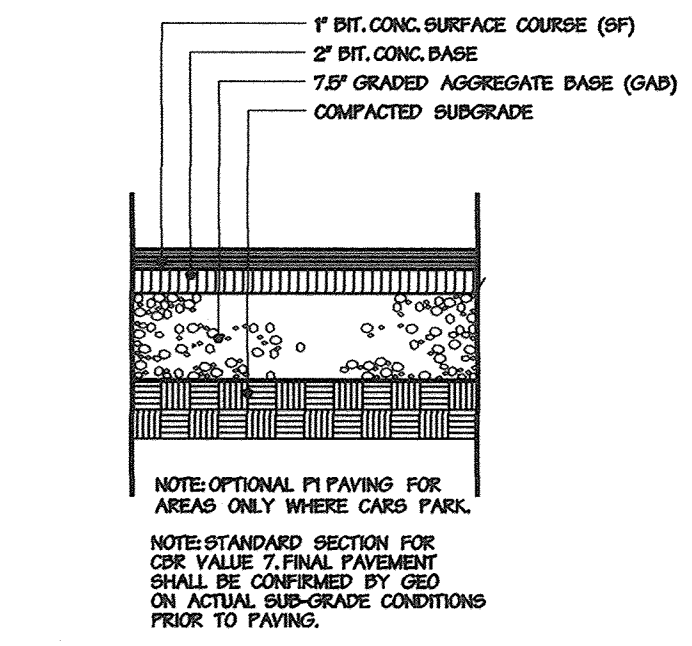 1" BIT. CONC. SURFACE COURSE (SF)
2" BIT. CONC. BASE
7.5" GRADED AGGREGATE BASE (GAB)
COMPACTED SUBGRADE
NOTE: OPTIONAL P1 PAVING FOR
AREAS ONLY WHERE CARS PARK.
NOTE: STANDARD SECTION FOR
CBR VALUE 7. FINAL PAVEMENT
SHALL BE CONFIRMED BY GEO
ON ACTUAL SUB-GRADE CONDITIONS
PRIOR TO PAVING.